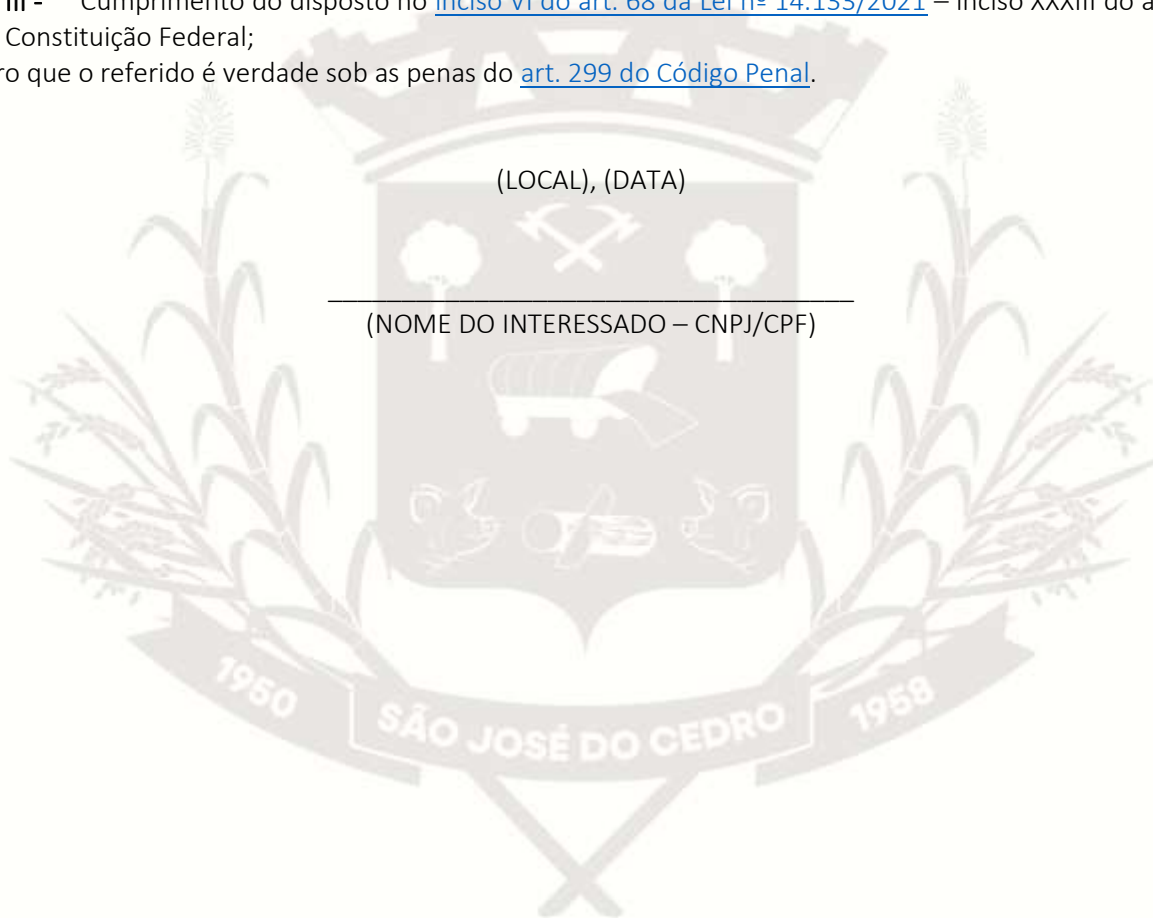 III - Cumprimento do disposto no inciso VI do art. 68 da Lei nº 14.133/2021 – inciso XXXIII do a
Constituição Federal;
ro que o referido é verdade sob as penas do art. 299 do Código Penal.
(LOCAL), (DATA)
____________________________________
(NOME DO INTERESSADO – CNPJ/CPF)
1950 SÃO JOSÉ DO CEDRO 1958